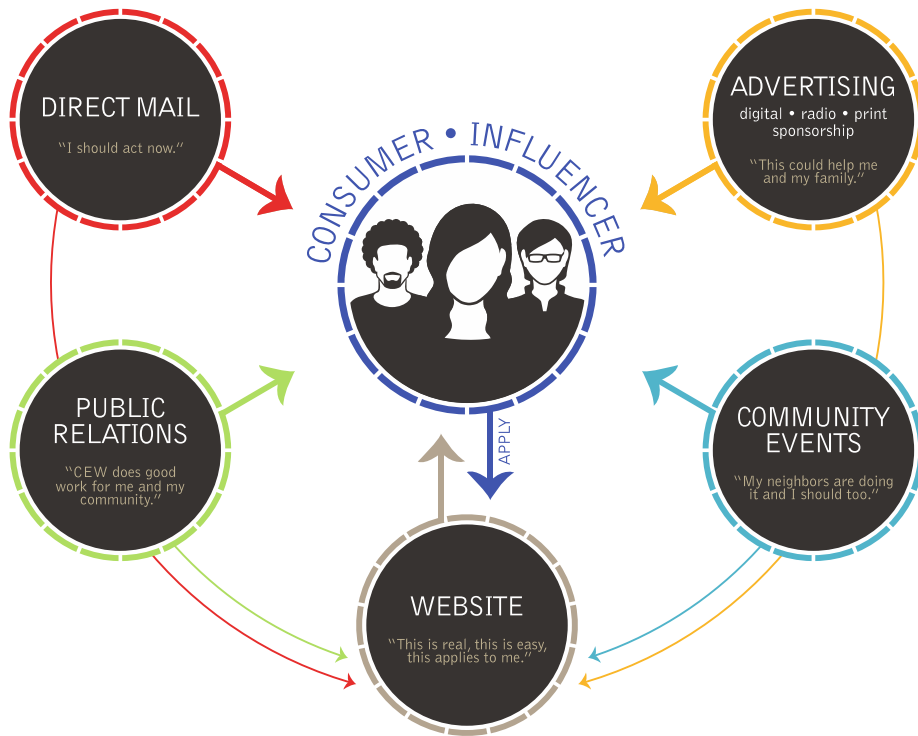 DIRECT MAIL
“I should act now.”
ADVERTISING
digital • radio • print
sponsorship
“This could help me
and my family.”
CONSUMER • INFLUENCER
PUBLIC
RELATIONS
“CEW does good
work for me and my
community.”
COMMUNITY
EVENTS
“My neighbors are doing
it and I should too.”
APPLY
WEBSITE
“This is real, this is easy,
this applies to me.”